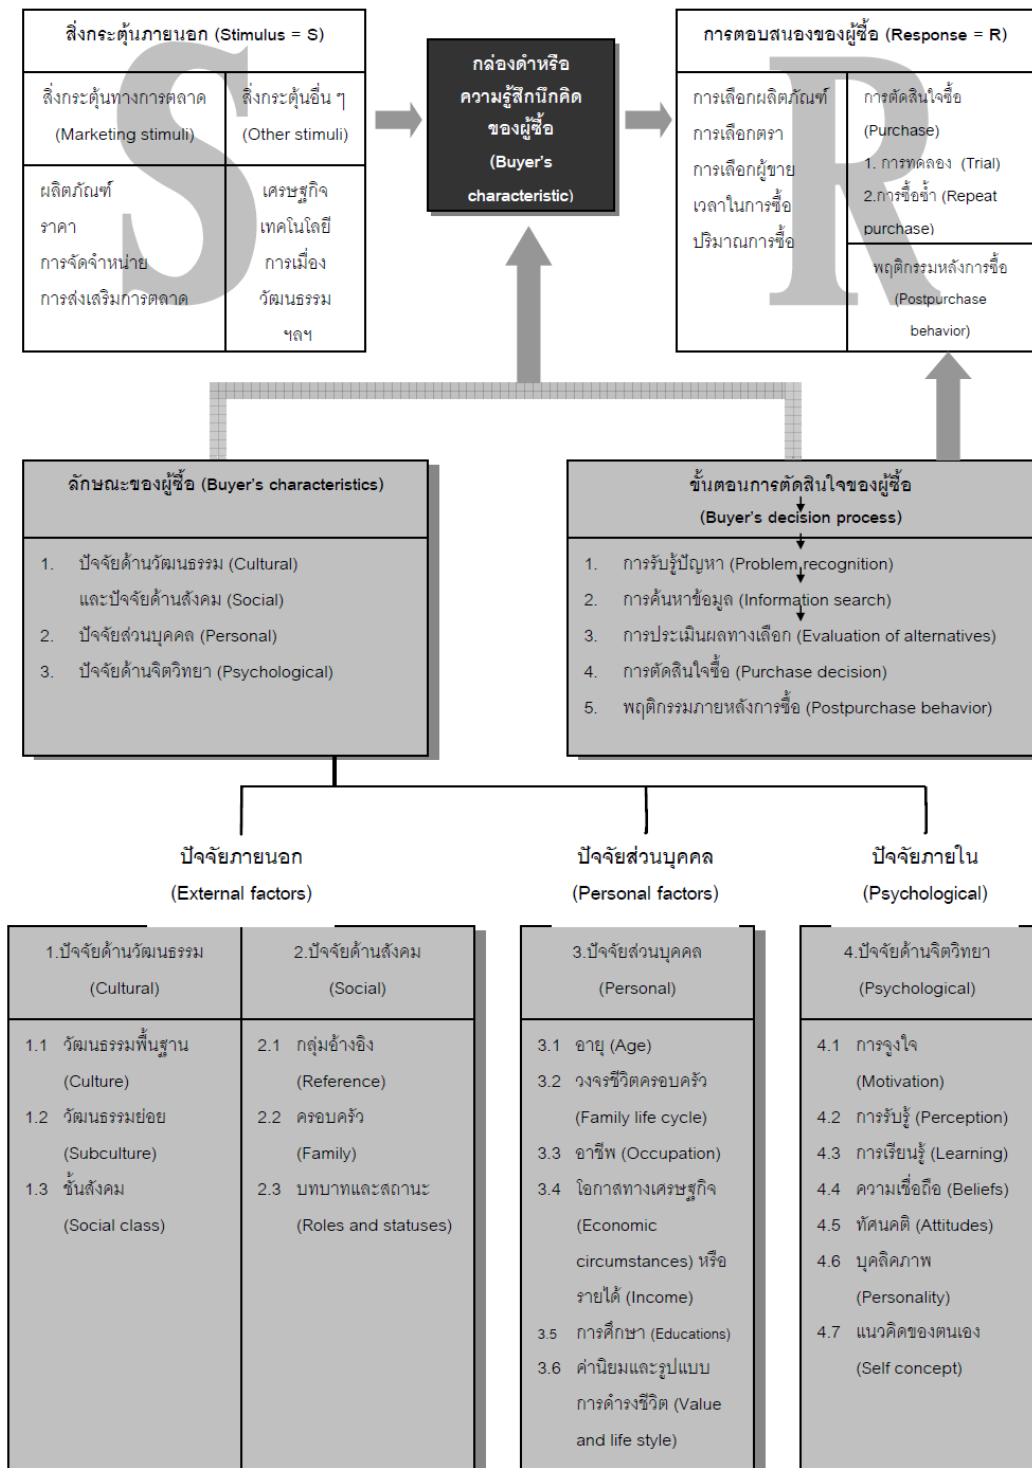 สิ่งกระตุ้นภายนอก (Stimulus = S)
สิ่งกระตุ้นทางการตลาด
(Marketing stimuli)
สิ่งกระตุ้นอื่น ๆ
(Other stimuli)
ผลิตภัณฑ์
ราคา
การจัดจำหน่าย
การส่งเสริมการตลาด
เศรษฐกิจ
เทคโนโลยี
การเมือง
วัฒนธรรม
ฯลฯ
S
กล่องดำหรือ
ความรู้สึกนึกคิด
ของผู้ซื้อ
(Buyer's
characteristic)
การตอบสนองของผู้ซื้อ (Response = R)
การเลือกผลิตภัณฑ์
การเลือกตรา
การเลือกผู้ขาย
เวลาในการซื้อ
ปริมาณการซื้อ
การตัดสินใจซื้อ
(Purchase)
1. การทดลอง (Trial)
2.การซื้อซ้ำ (Repeat
purchase)
พฤติกรรมหลังการซื้อ
(Postpurchase
behavior)
R
ลักษณะของผู้ซื้อ (Buyer's characteristics)
1. ปัจจัยด้านวัฒนธรรม (Cultural)
และปัจจัยด้านสังคม (Social)
2. ปัจจัยส่วนบุคคล (Personal)
3. ปัจจัยด้านจิตวิทยา (Psychological)
ขั้นตอนการตัดสินใจของผู้ซื้อ
(Buyer's decision process)
1. การรับรู้ปัญหา (Problem recognition)
2. การค้นหาข้อมูล (Information search)
3. การประเมินผลทางเลือก (Evaluation of alternatives)
4. การตัดสินใจซื้อ (Purchase decision)
5. พฤติกรรมภายหลังการซื้อ (Postpurchase behavior)
ปัจจัยภายนอก
(External factors)
ปัจจัยส่วนบุคคล
(Personal factors)
ปัจจัยภายใน
(Psychological)
1.ปัจจัยด้านวัฒนธรรม
(Cultural)
1.1 วัฒนธรรมพื้นฐาน
(Culture)
1.2 วัฒนธรรมย่อย
(Subculture)
1.3 ชั้นสังคม
(Social class)
2.ปัจจัยด้านสังคม
(Social)
2.1 กลุ่มอ้างอิง
(Reference)
2.2 ครอบครัว
(Family)
2.3 บทบาทและสถานะ
(Roles and statuses)
3.ปัจจัยส่วนบุคคล
(Personal)
3.1 อายุ (Age)
3.2 วงจรชีวิตครอบครัว
(Family life cycle)
3.3 อาชีพ (Occupation)
3.4 โอกาสทางเศรษฐกิจ
(Economic
circumstances) หรือ
รายได้ (Income)
3.5 การศึกษา (Educations)
3.6 ค่านิยมและรูปแบบ
การดำรงชีวิต (Value
and life style)
4.ปัจจัยด้านจิตวิทยา
(Psychological)
4.1 การจูงใจ
(Motivation)
4.2 การรับรู้ (Perception)
4.3 การเรียนรู้ (Learning)
4.4 ความเชื่อถือ (Beliefs)
4.5 ทัศนคติ (Attitudes)
4.6 บุคลิกภาพ
(Personality)
4.7 แนวคิดของตนเอง
(Self concept)